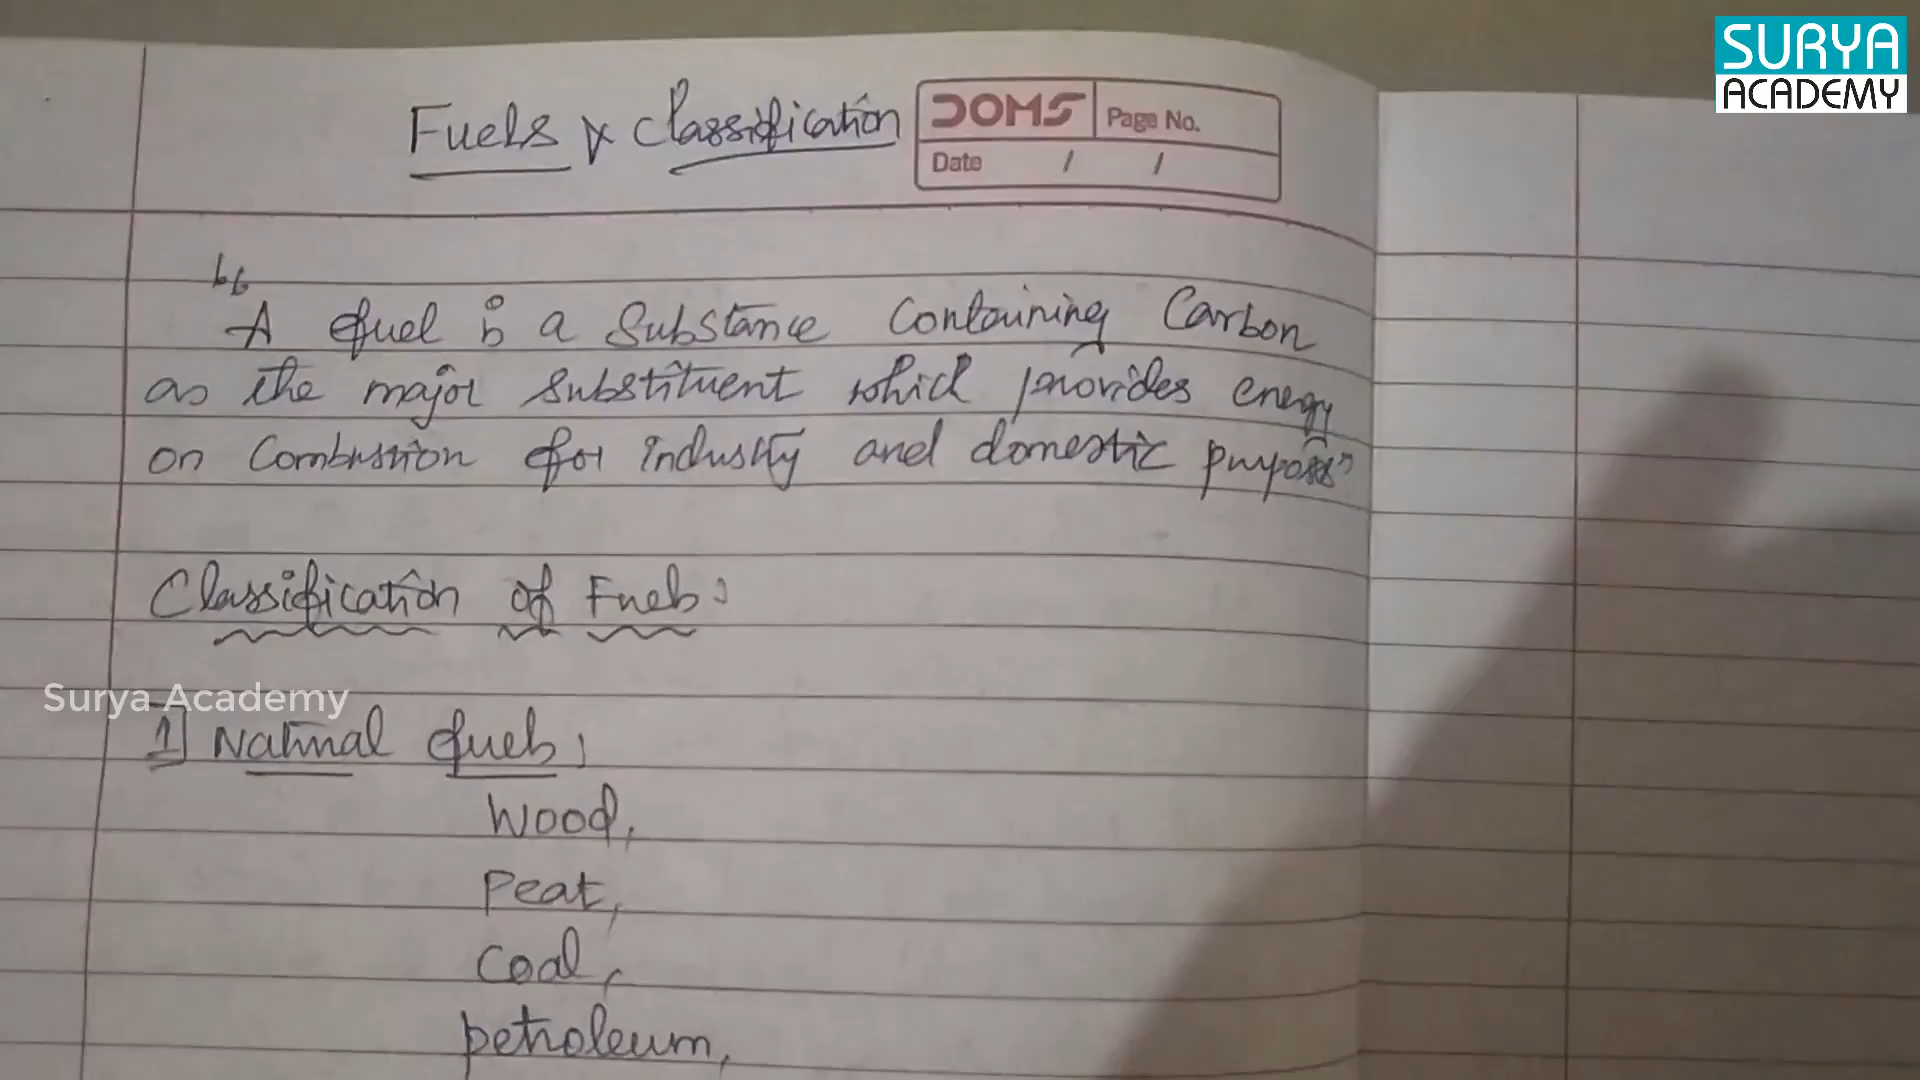 SURYA
ACADEMY
Fuels & Classification
DOMS Page No.
Date / /
"A fuel is a substance containing Carbon
as the major substituent which provides energy
on Combustion for industry and domestic purposes"
Classification of Fuels:
Surya Academy
1] Natural fuels:
Wood,
Peat,
Coal,
petroleum,